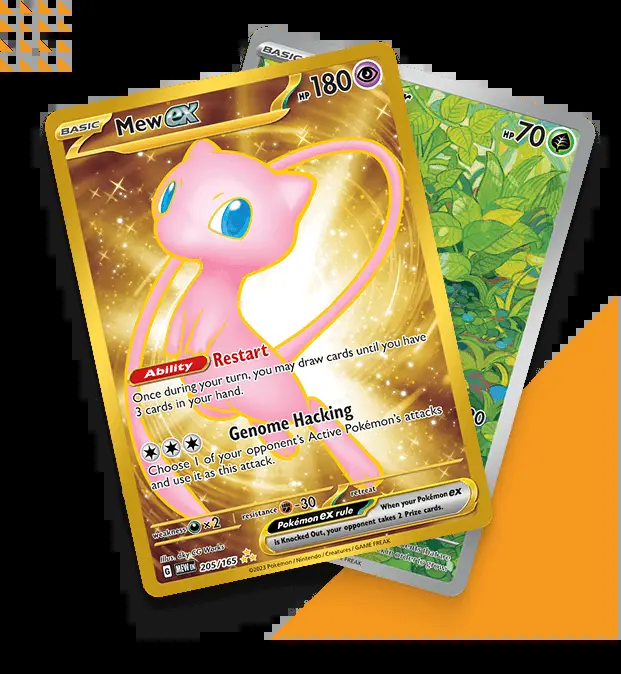 BASIC
Mew ex
HP 180
Ability Restart
Once during your turn, you may draw cards until you have
3 cards in your hand.
Genome Hacking
Choose 1 of your opponent's Active Pokémon's attacks
and use it as this attack.
weakness ×2
resistance -30
retreat
Pokémon ex rule
When your Pokémon ex
is Knocked Out, your opponent takes 2 Prize cards.
Illus. 
CG Works
G MEW EN 205/165
©2023 Pokémon / Nintendo / Creatures / GAME FREAK
BASIC
HP 70
FREAK